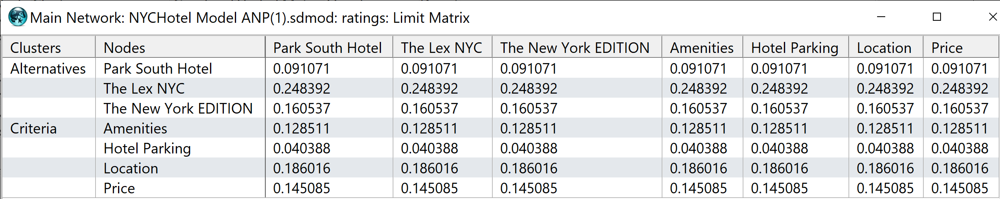 Main Network: NYCHotel Model ANP(1).sdmod: ratings: Limit Matrix
Clusters Nodes Park South Hotel The Lex NYC The New York EDITION Amenities Hotel Parking Location Price
Alternatives Park South Hotel 0.091071 0.091071 0.091071 0.091071 0.091071 0.091071 0.091071
The Lex NYC 0.248392 0.248392 0.248392 0.248392 0.248392 0.248392 0.248392
The New York EDITION 0.160537 0.160537 0.160537 0.160537 0.160537 0.160537 0.160537
Criteria Amenities 0.128511 0.128511 0.128511 0.128511 0.128511 0.128511 0.128511
Hotel Parking 0.040388 0.040388 0.040388 0.040388 0.040388 0.040388 0.040388
Location 0.186016 0.186016 0.186016 0.186016 0.186016 0.186016 0.186016
Price 0.145085 0.145085 0.145085 0.145085 0.145085 0.145085 0.145085